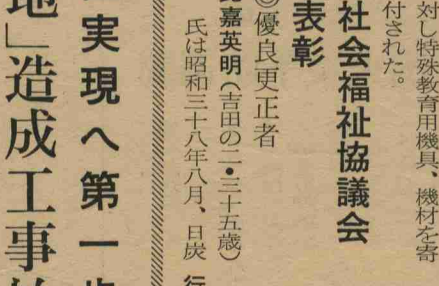 対し特殊教育用機具、機材を寄
付された。
社会福祉協議会
表彰
◎優良更正者
嘉英明(吉田の二・三十五歳)
氏は昭和三十八年八月、日炭
行
実現へ第一歩
地」造成工事